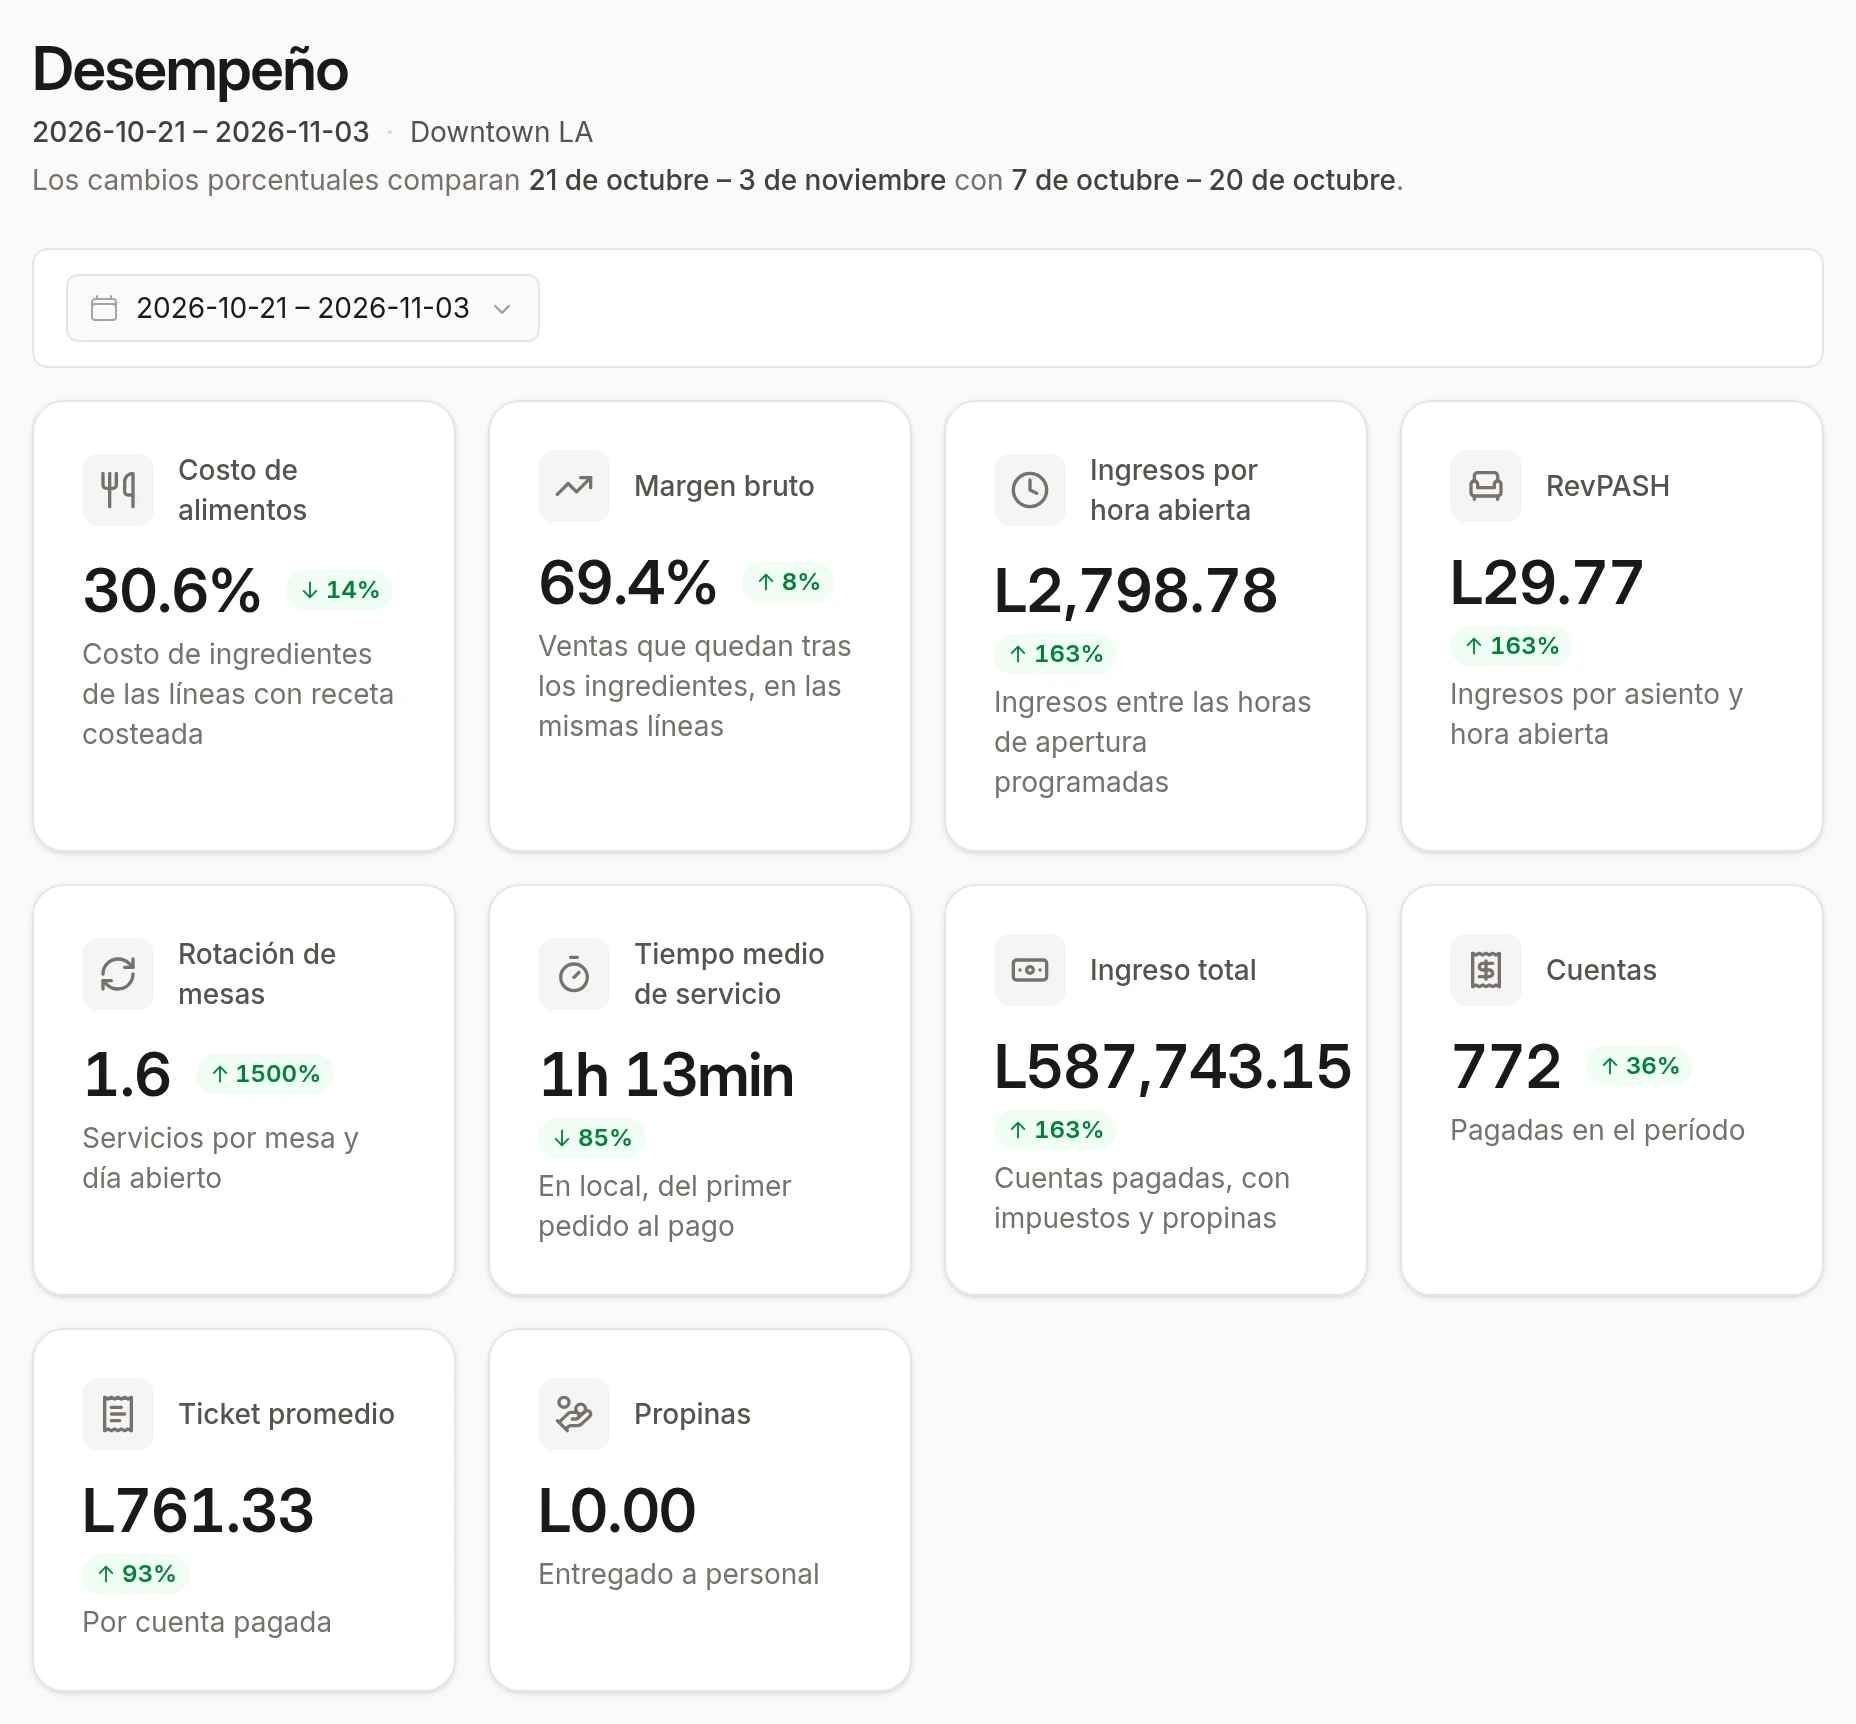 Desempeño
2026-10-21 – 2026-11-03 · Downtown LA
Los cambios porcentuales comparan 21 de octubre – 3 de noviembre con 7 de octubre – 20 de octubre.
2026-10-21 – 2026-11-03
Costo de
alimentos
30.6% ↓ 14%
Costo de ingredientes
de las líneas con receta
costeada
Margen bruto
69.4% ↑ 8%
Ventas que quedan tras
los ingredientes, en las
mismas líneas
Ingresos por
hora abierta
L2,798.78
↑ 163%
Ingresos entre las horas
de apertura
programadas
RevPASH
L29.77
↑ 163%
Ingresos por asiento y
hora abierta
Rotación de
mesas
1.6 ↑ 1500%
Servicios por mesa y
día abierto
Tiempo medio
de servicio
1h 13min
↓ 85%
En local, del primer
pedido al pago
Ingreso total
L587,743.15
↑ 163%
Cuentas pagadas, con
impuestos y propinas
Cuentas
772 ↑ 36%
Pagadas en el período
Ticket promedio
L761.33
↑ 93%
Por cuenta pagada
Propinas
L0.00
Entregado a personal